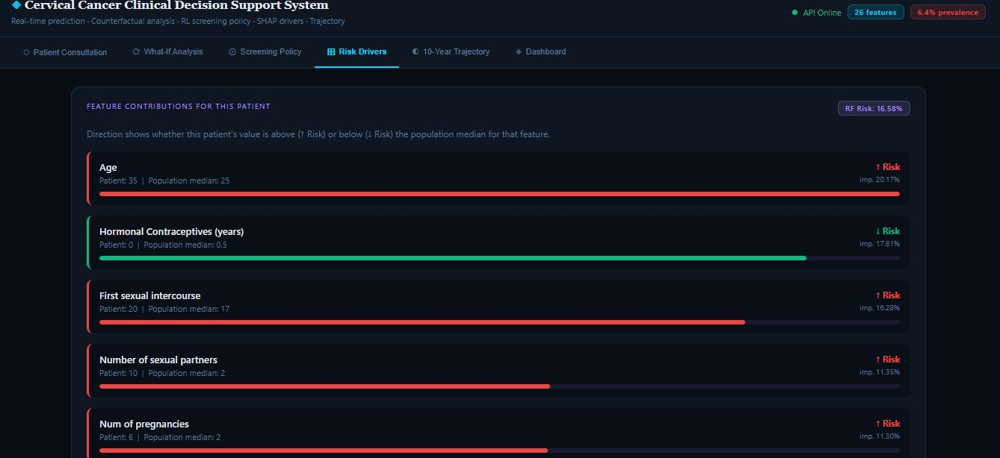 ❖ Cervical Cancer Clinical Decision Support System
Real-time prediction · Counterfactual analysis · RL screening policy · SHAP drivers · Trajectory
API Online
26 features
6.4% prevalence
Patient Consultation
What-If Analysis
Screening Policy
Risk Drivers
10-Year Trajectory
Dashboard
FEATURE CONTRIBUTIONS FOR THIS PATIENT
RF Risk: 16.58%
Direction shows whether this patient's value is above (↑ Risk) or below (↓ Risk) the population median for that feature.
Age
↑ Risk
Patient: 35 | Population median: 25
imp. 20.17%
Hormonal Contraceptives (years)
↓ Risk
Patient: 0 | Population median: 0.5
imp. 17.81%
First sexual intercourse
↑ Risk
Patient: 20 | Population median: 17
imp. 16.28%
Number of sexual partners
↑ Risk
Patient: 10 | Population median: 2
imp. 11.35%
Num of pregnancies
↑ Risk
Patient: 6 | Population median: 2
imp. 11.30%